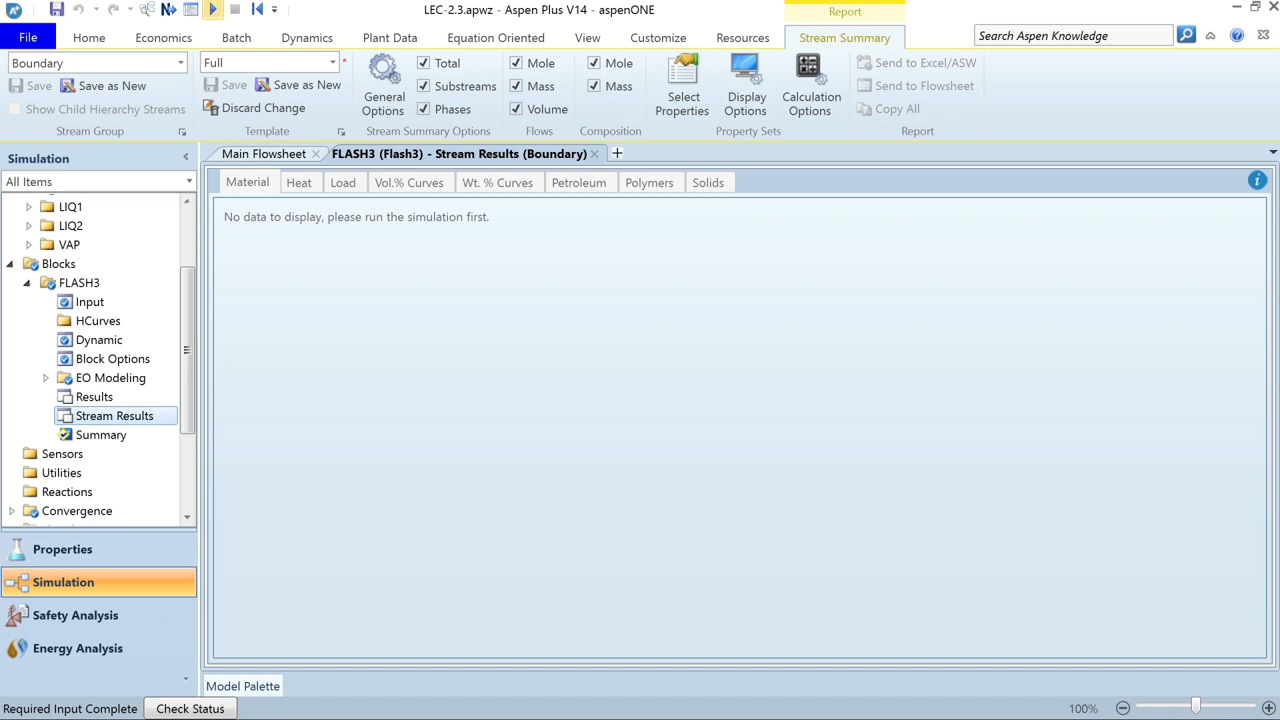 LEC-2.3.apwz - Aspen Plus V14 - aspenONE
Report
File
Home
Economics
Batch
Dynamics
Plant Data
Equation Oriented
View
Customize
Resources
Stream Summary
Search Aspen Knowledge
Boundary
Save
Save as New
Show Child Hierarchy Streams
Stream Group
Full
Save
Save as New
Discard Change
Template
General
Options
Total
Substreams
Phases
Stream Summary Options
Mole
Mass
Volume
Flows
Mole
Mass
Composition
Select
Properties
Display
Options
Calculation
Options
Property Sets
Send to Excel/ASW
Send to Flowsheet
Copy All
Report
Simulation
All Items
LIQ1
LIQ2
VAP
Blocks
FLASH3
Input
HCurves
Dynamic
Block Options
EO Modeling
Results
Stream Results
Summary
Sensors
Utilities
Reactions
Convergence
Properties
Simulation
Safety Analysis
Energy Analysis
Main Flowsheet
FLASH3 (Flash3) - Stream Results (Boundary)
Material
Heat
Load
Vol.% Curves
Wt. % Curves
Petroleum
Polymers
Solids
No data to display, please run the simulation first.
Model Palette
Required Input Complete
Check Status
100%